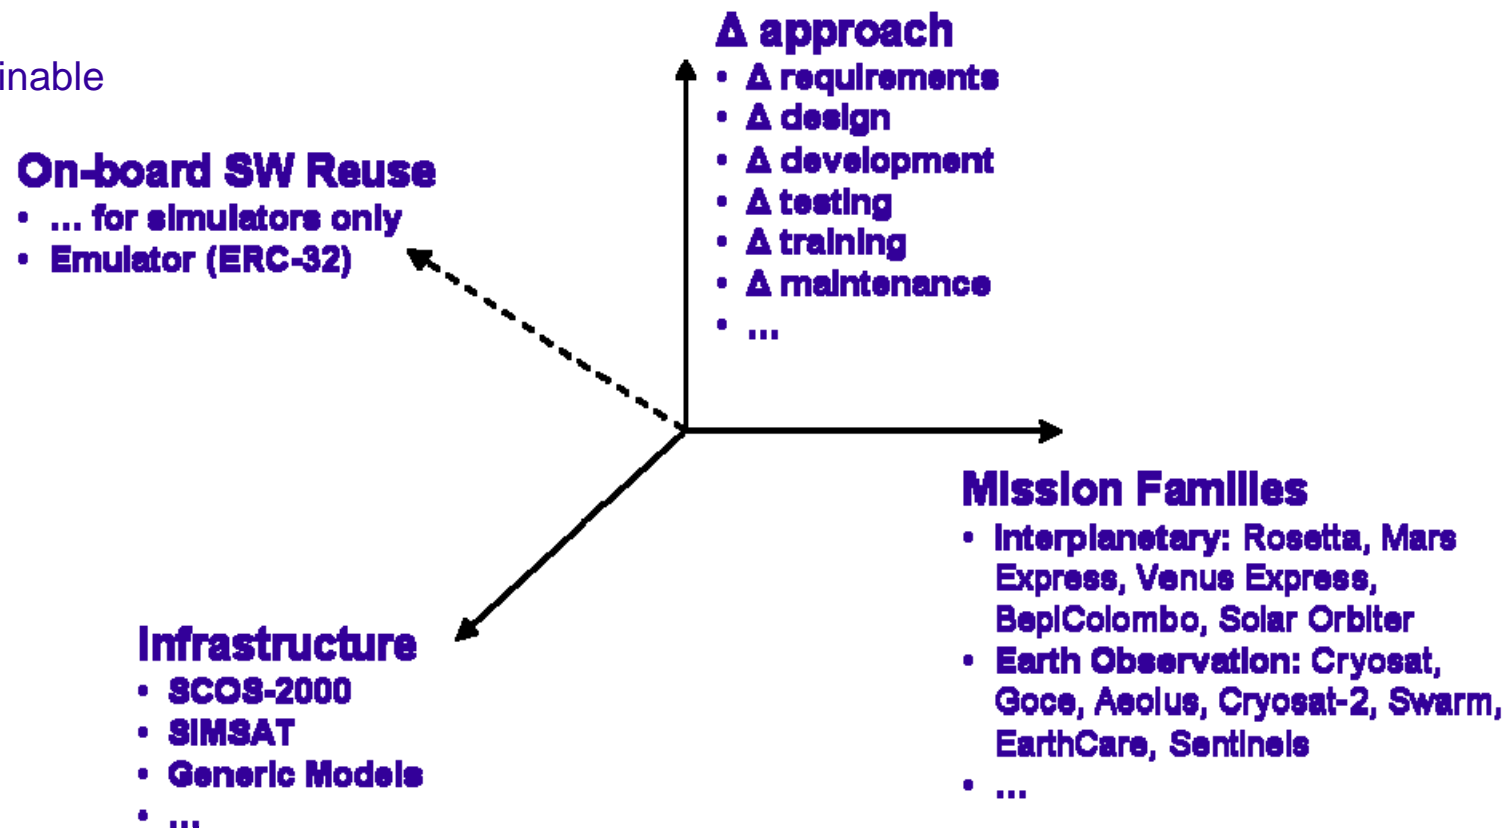 inable
Δ approach
• Δ requirements
• Δ design
• Δ development
• Δ testing
• Δ training
• Δ maintenance
• ...
On-board SW Reuse
• ... for simulators only
• Emulator (ERC-32)
Mission Families
• Interplanetary: Rosetta, Mars
Express, Venus Express,
BepiColombo, Solar Orbiter
• Earth Observation: Cryosat,
Goce, Aeolus, Cryosat-2, Swarm,
EarthCare, Sentinels
• ...
Infrastructure
• SCOS-2000
• SIMSAT
• Generic Models
• ...